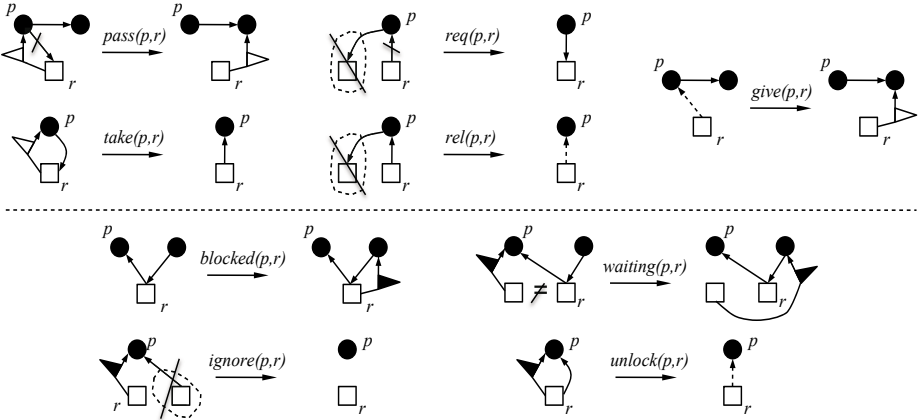 p p
pass(p,r) req(p,r)
r r r
p
give(p,r)
r r
p p p p
take(p,r) rel(p,r)
r r r r
p p
blocked(p,r) waiting(p,r)
r r ≠ r r
p p p p
ignore(p,r) unlock(p,r)
r r r r